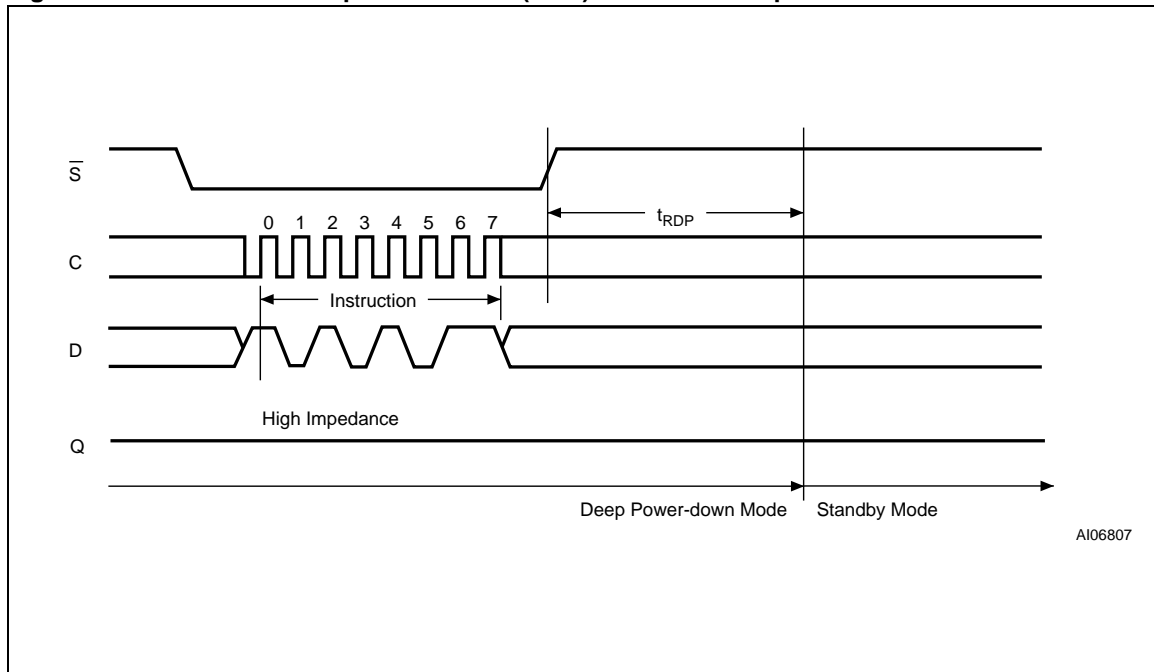 S
0 1 2 3 4 5 6 7
tRDP
C
Instruction
D
High Impedance
Q
Deep Power-down Mode Standby Mode
AI06807